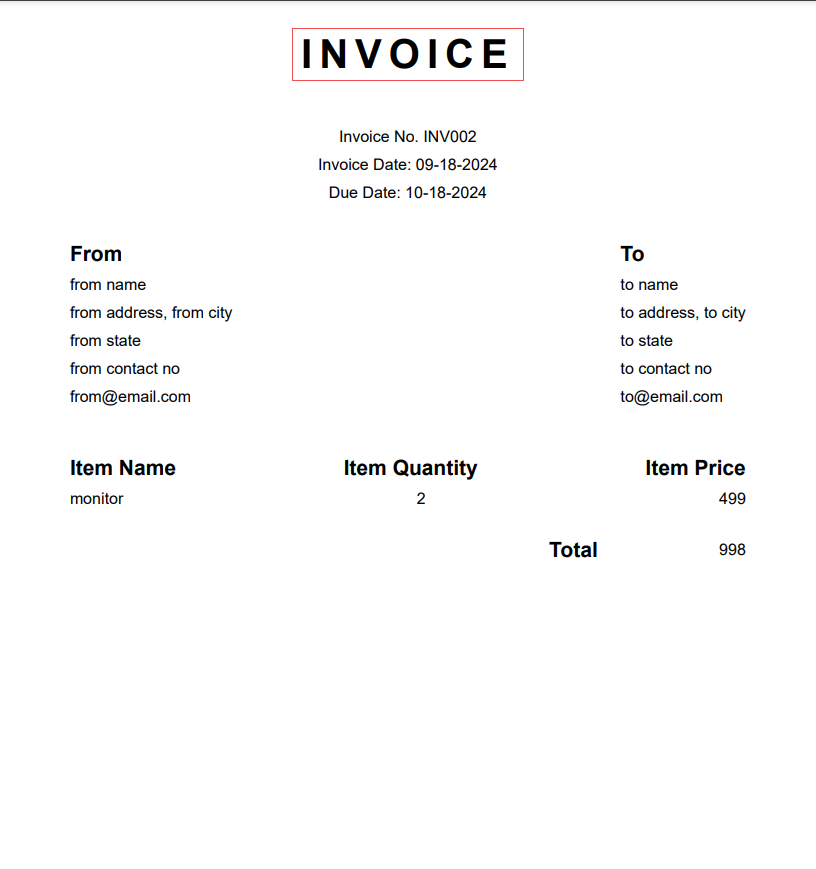 INVOICE
Invoice No. INV002
Invoice Date: 09-18-2024
Due Date: 10-18-2024
From
from name
from address, from city
from state
from contact no
from@email.com
To
to name
to address, to city
to state
to contact no
to@email.com
Item Name Item Quantity Item Price
monitor 2 499
Total 998